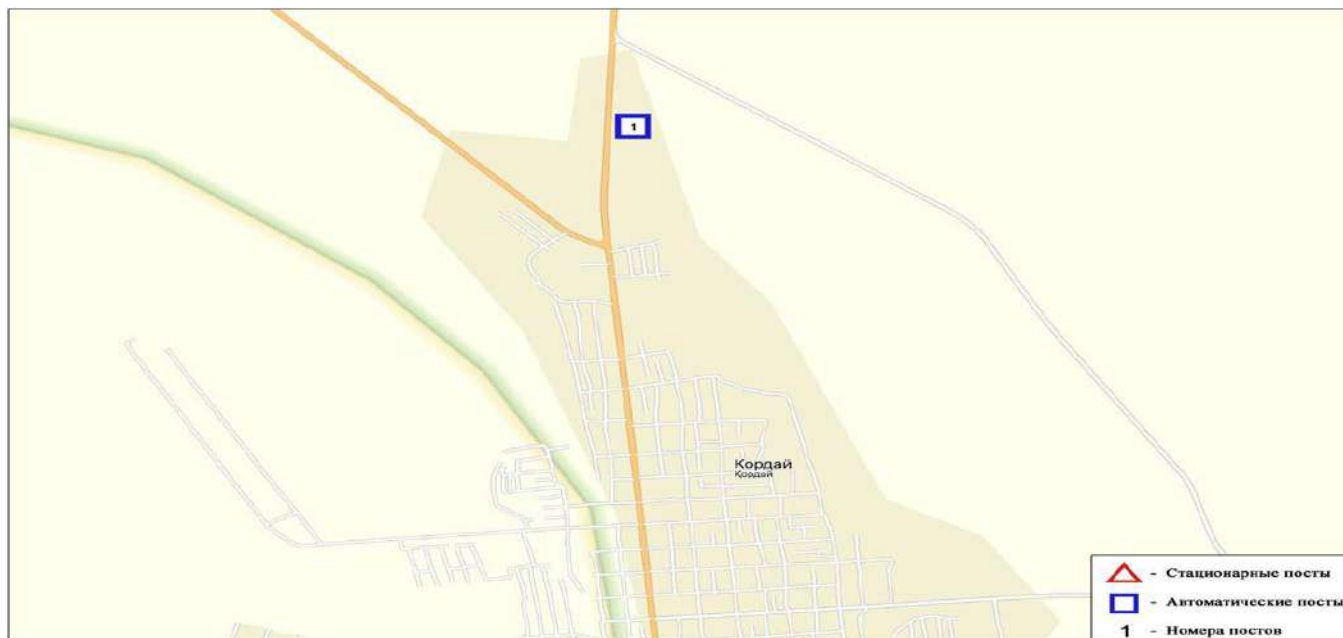 1
Кордай
Қордай
- Стационарные посты
- Автоматические посты
1 - Номера постов